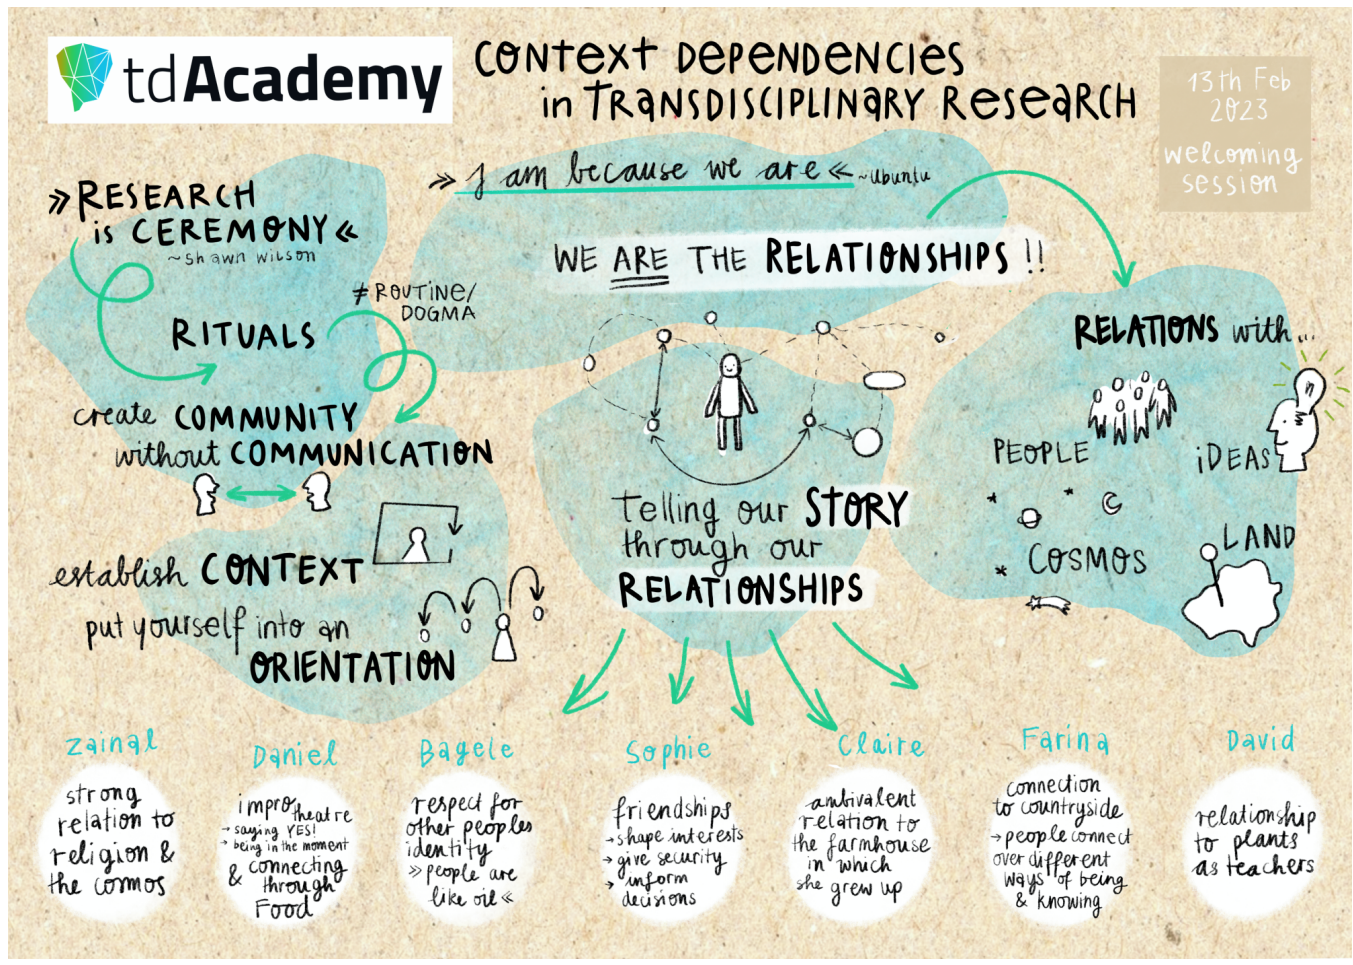 tdAcademy
CONTEXT DEPENDENCIES
in TRANSDISCIPLINARY RESEARCH
13th Feb
2023
welcoming
session
» RESEARCH
is CEREMONY «
~ Shawn Wilson
RITUALS
≠ ROUTINE/
DOGMA
create COMMUNITY
without COMMUNICATION
establish CONTEXT
put yourself into an
ORIENTATION
» I am because we are « ~ Ubuntu
WE ARE THE RELATIONSHIPS !!
Telling our STORY
through our
RELATIONSHIPS
RELATIONS with...
PEOPLE
iDEAS
COSMOS
LAND
Zainal
strong
relation to
religion &
the cosmos
Daniel
impro theatre
→ saying YES!
→ being in the moment
& connecting
through
Food
Bagele
respect for
other peoples
identity
» people are
like oil «
Sophie
friendships
→ shape interests
→ give security
→ inform
decisions
Claire
ambivalent
relation to
the farmhouse
in which
she grew up
Farina
connection
to countryside
→ people connect
over different
ways of being
& knowing
David
relationship
to plants
as teachers